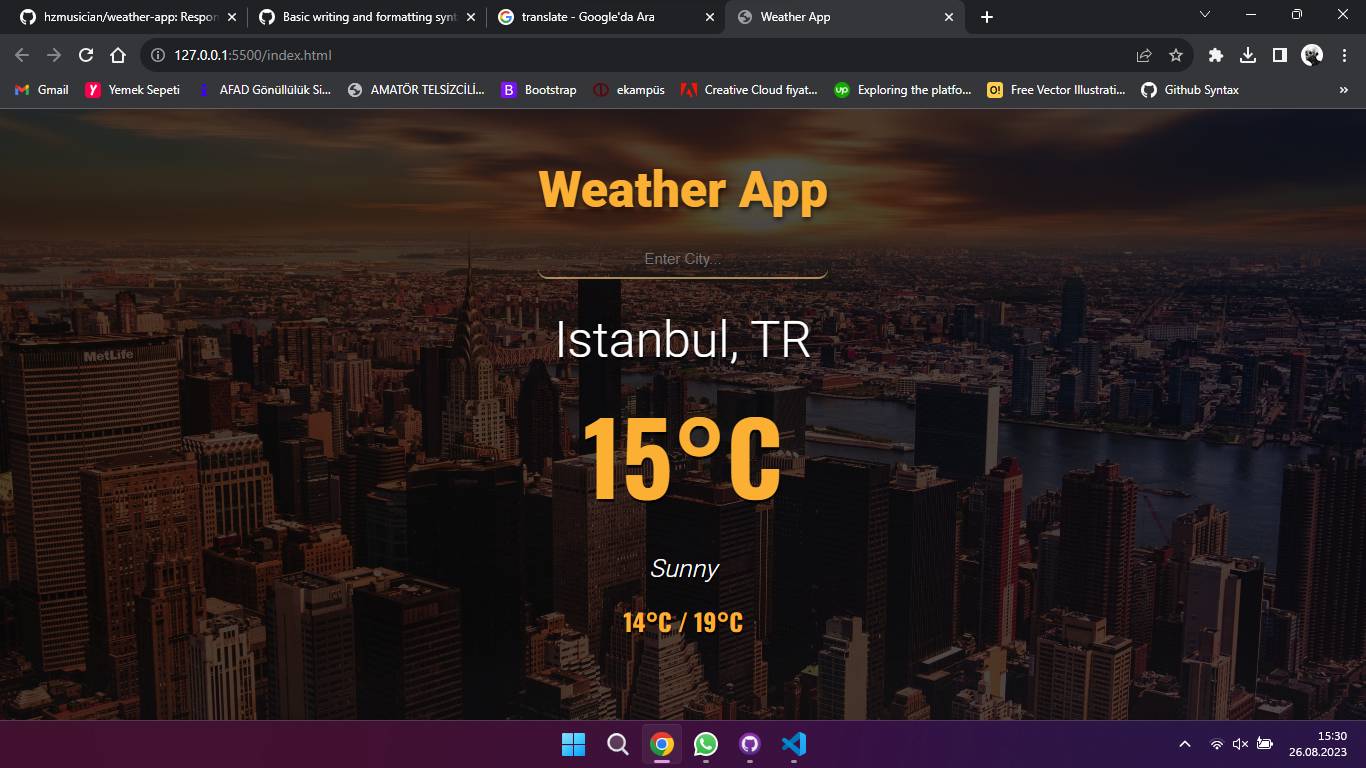 hzmusician/weather-app: Respon
Basic writing and formatting synt
translate - Google'da Ara
Weather App
127.0.0.1:5500/index.html
Gmail
Yemek Sepeti
AFAD Gönüllülük Si...
AMATÖR TELSİZCİLİ...
Bootstrap
ekampüs
Creative Cloud fiyat...
Exploring the platfo...
Free Vector Illustrati...
Github Syntax
»
Weather App
Enter City...
Istanbul, TR
15°C
Sunny
14°C / 19°C
MetLife
15:30
26.08.2023